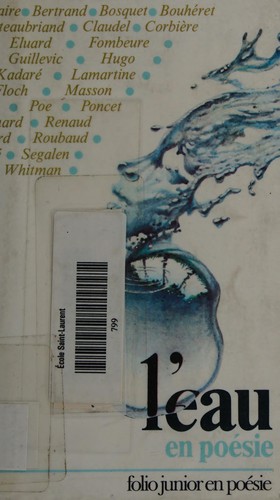 aire • Bertrand • Bosquet • Bouhéret
teaubriand • Claudel • Corbière
Eluard • Fombeure
Guillevic • Hugo
Kadaré • Lamartine
Floch • Masson
Poe • Poncet
nard • Renaud
rd • Roubaud
Segalen
Whitman
École Saint-Laurent
799
l'eau
en poésie
folio junior en poésie